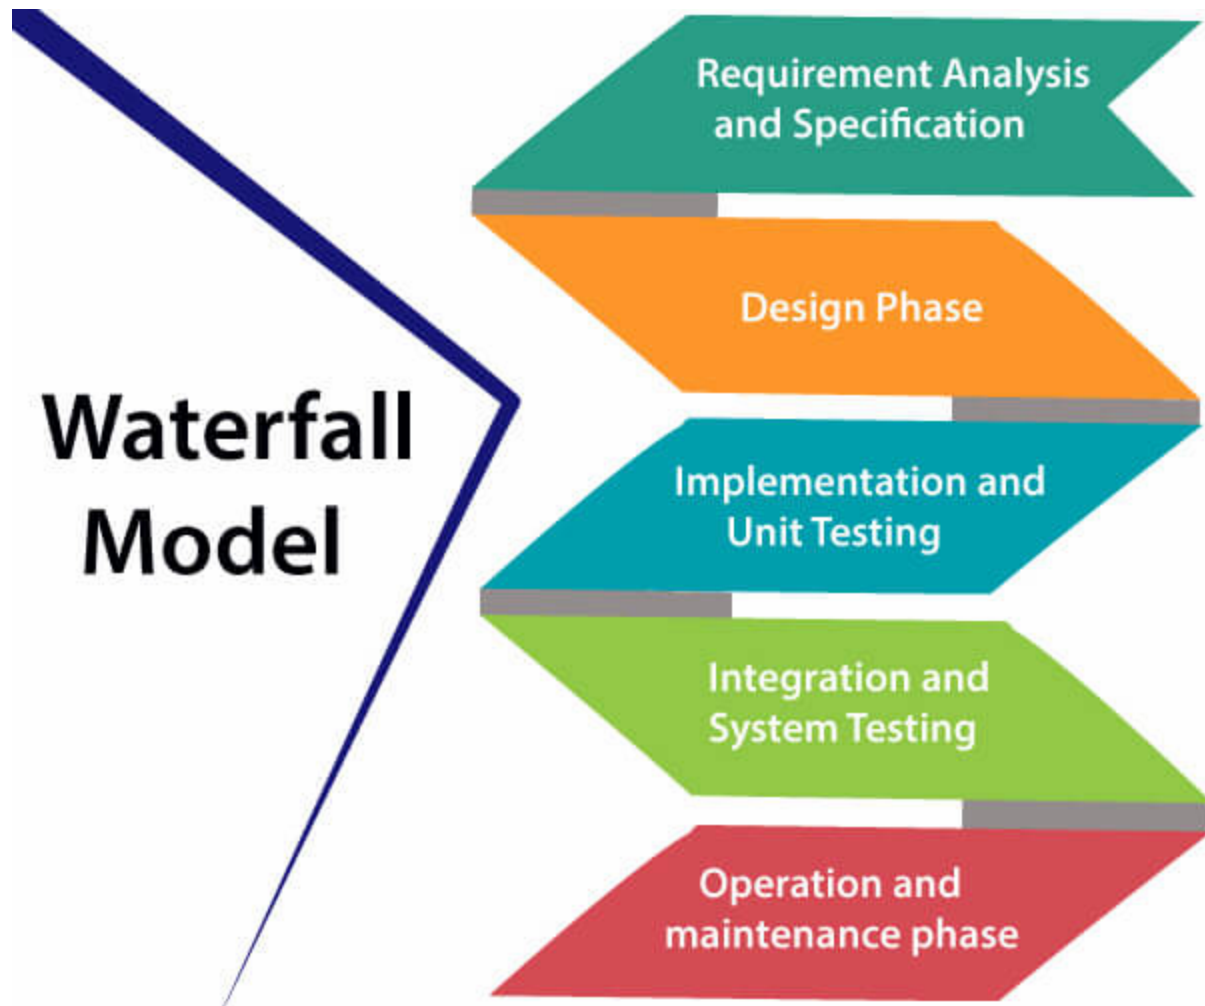 Waterfall
Model
Requirement Analysis
and Specification
Design Phase
Implementation and
Unit Testing
Integration and
System Testing
Operation and
maintenance phase